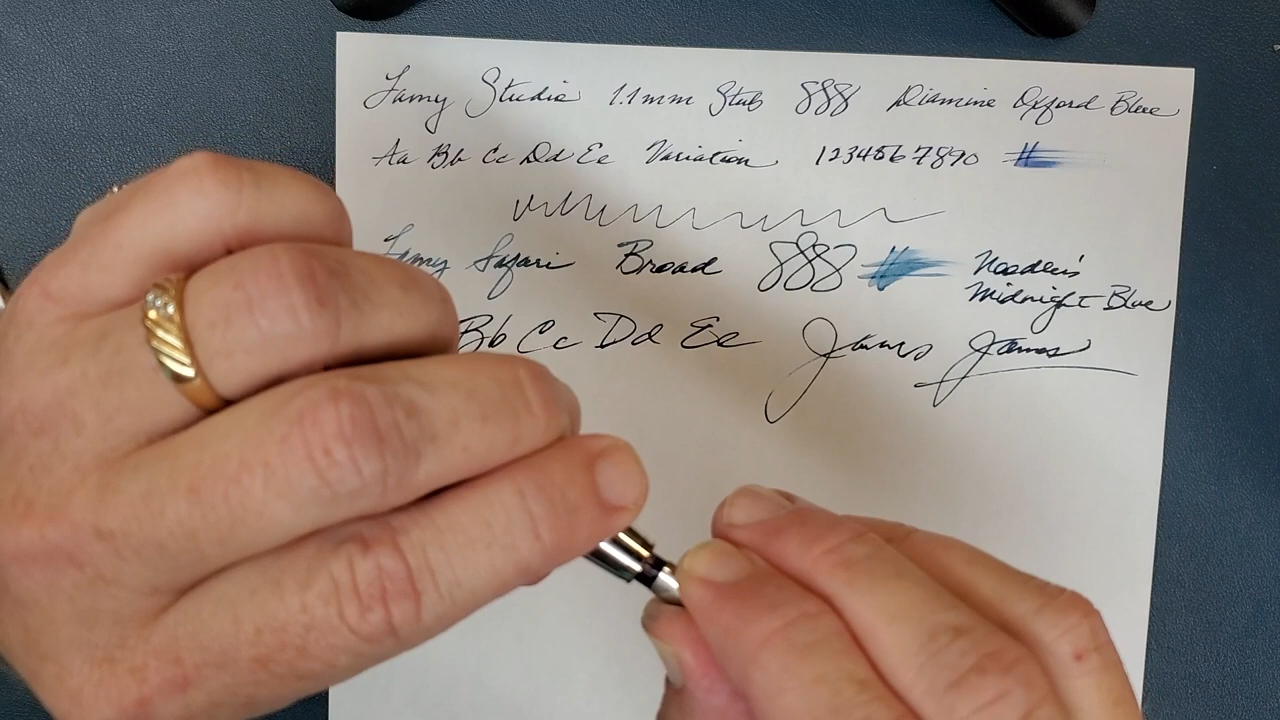 Lamy Studio 1.1mm Stub 888 Diamine Oxford Blue
Aa Bb Cc Dd Ee Variation 1234567890
Lamy Safari Broad 888 Noodler's
Midnight Blue
Bb Cc Dd Ee James James